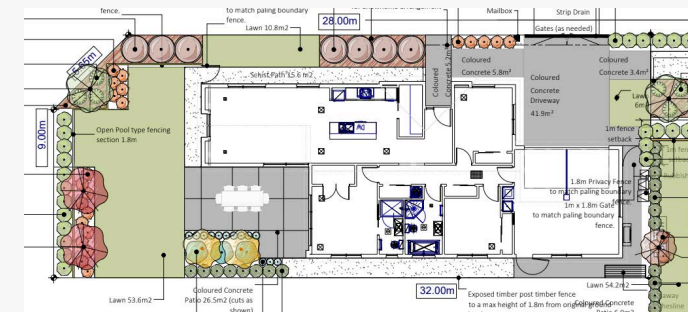 fence.
to match paling boundary
fence.
Lawn 10.8m2
28.00m
Mailbox
Strip Drain
Gates (as needed)
Coloured
Concrete 5.2m²
Coloured
Concrete 5.8m²
Coloured
Concrete
Driveway
41.9m²
Coloured
Concrete 3.4m²
Schist Path 15.6 m2
9.00m
Open Pool type fencing
section 1.8m
1m fence
setback
1.8m Privacy Fence
to match paling boundary
fence.
1m x 1.8m Gate
to match paling boundary
fence.
Lawn 53.6m2
Coloured Concrete
Patio 26.5m2 (cuts as
shown)
32.00m
Exposed timber post timber fence
to a max height of 1.8m from original ground
Lawn 54.2m2
Coloured Concrete